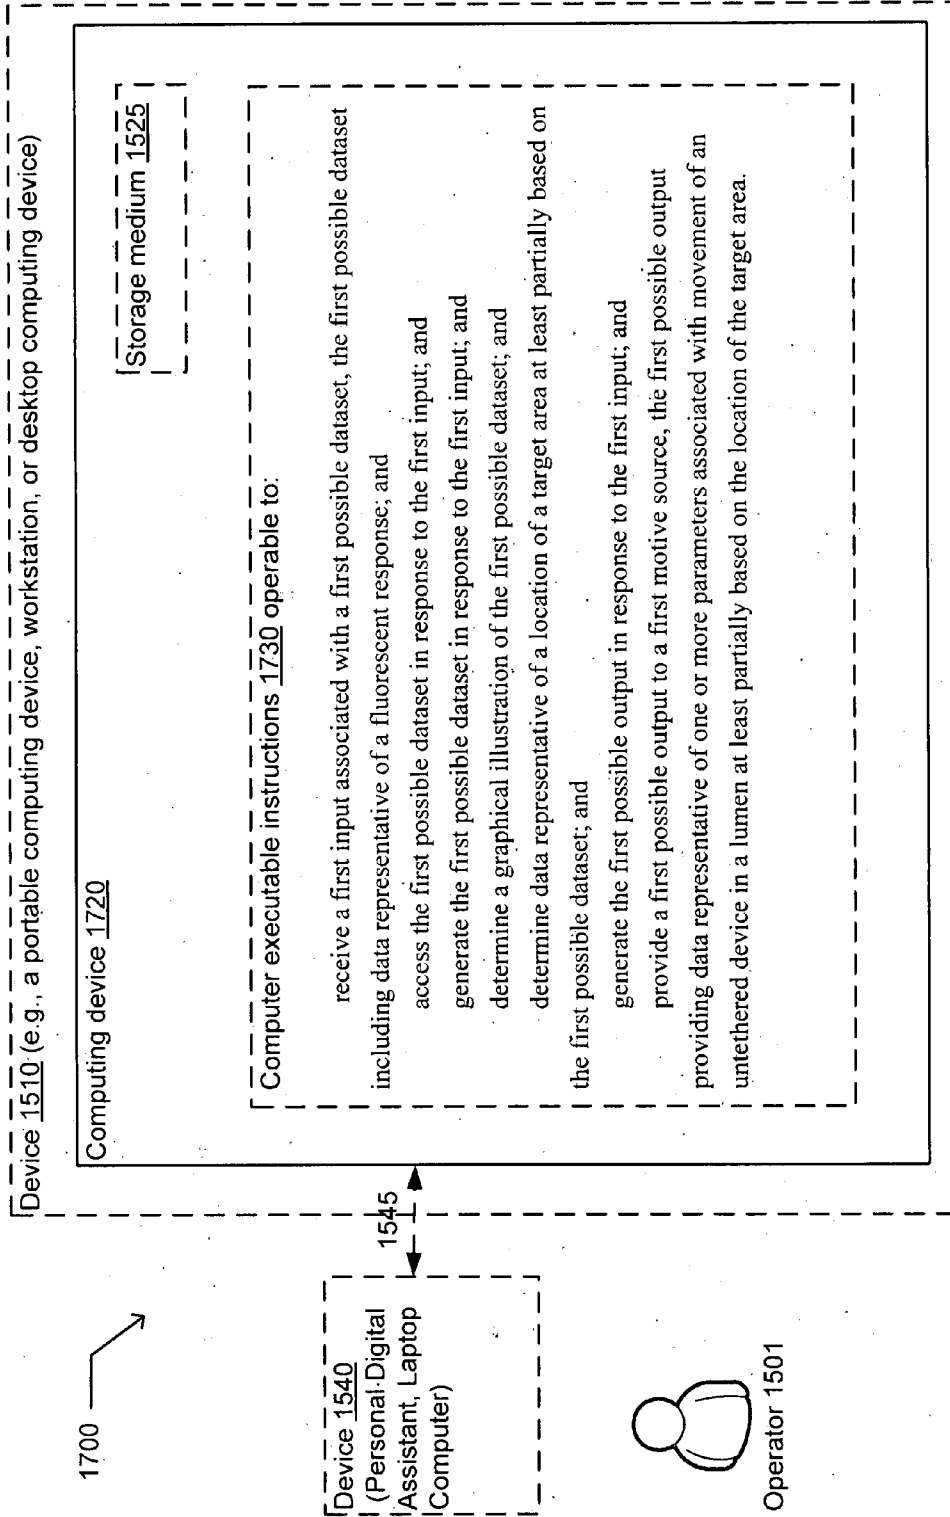 1700
Device 1510 (e.g., a portable computing device, workstation, or desktop computing device)
Computing device 1720
Storage medium 1525
Computer executable instructions 1730 operable to:
receive a first input associated with a first possible dataset, the first possible dataset
including data representative of a fluorescent response; and
access the first possible dataset in response to the first input; and
generate the first possible dataset in response to the first input; and
determine a graphical illustration of the first possible dataset; and
determine data representative of a location of a target area at least partially based on
the first possible dataset; and
generate the first possible output in response to the first input; and
provide a first possible output to a first motive source, the first possible output
providing data representative of one or more parameters associated with movement of an
untethered device in a lumen at least partially based on the location of the target area.
1545
Device 1540
(Personal Digital
Assistant, Laptop
Computer)
Operator 1501